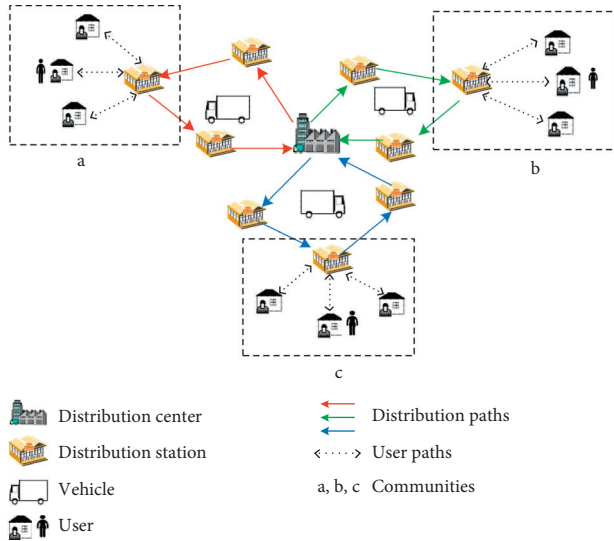 a
b
c
Distribution center
Distribution paths
Distribution station
User paths
Vehicle
a, b, c Communities
User